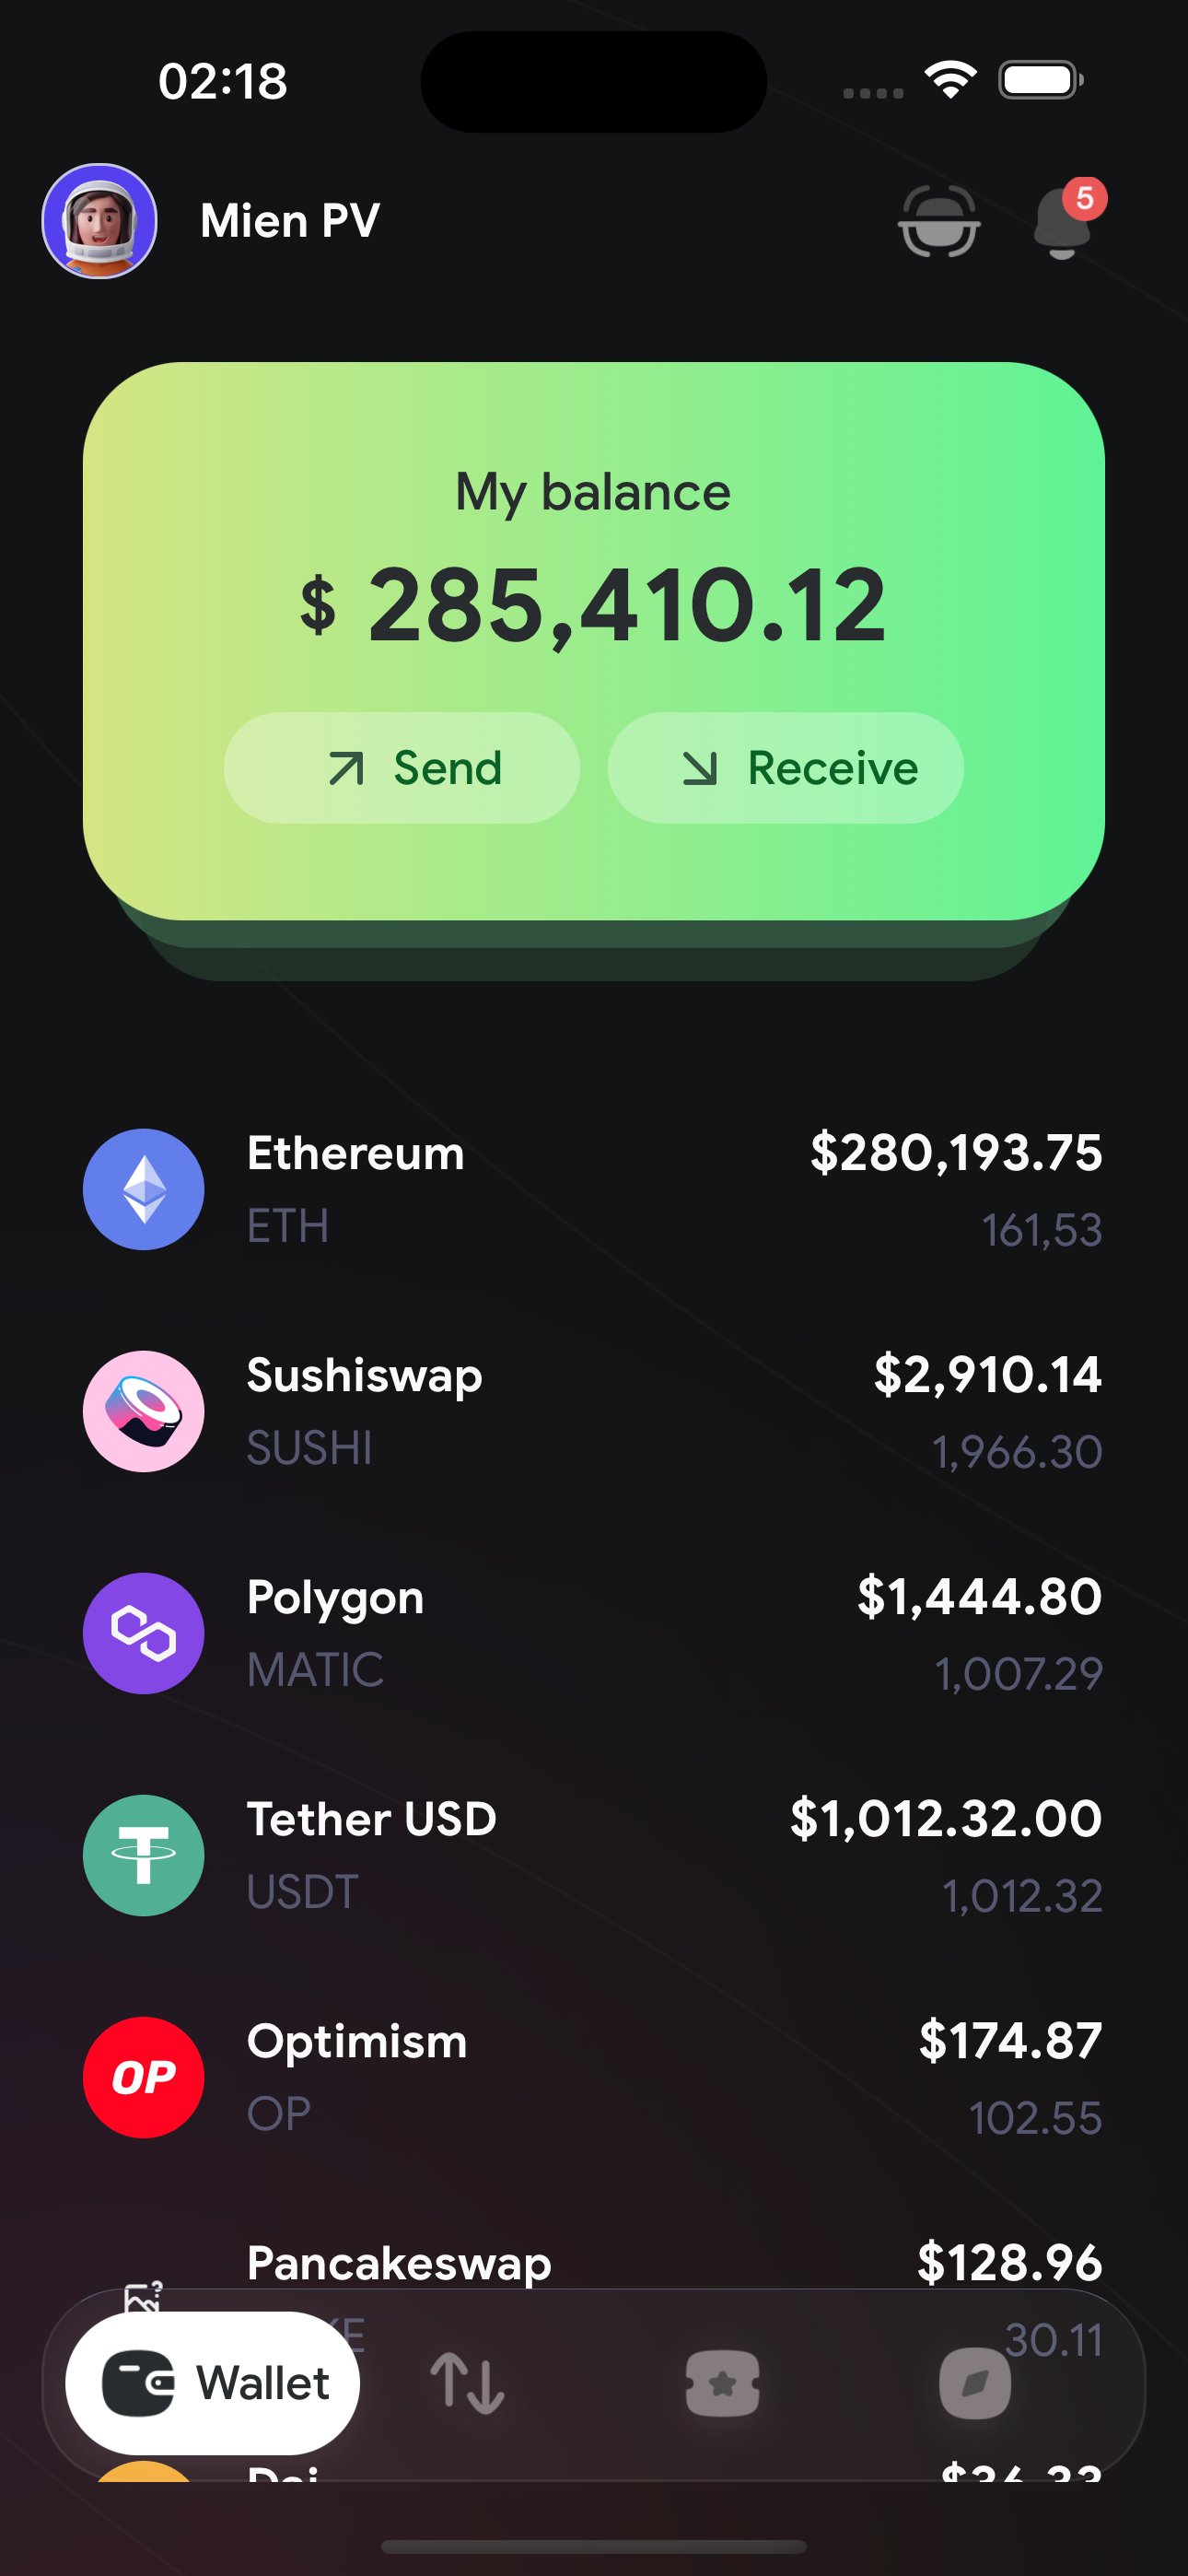 02:18
Mien PV
5
My balance
$ 285,410.12
Send
Receive
Ethereum
$280,193.75
ETH
161,53
Sushiswap
$2,910.14
SUSHI
1,966.30
Polygon
$1,444.80
MATIC
1,007.29
Tether USD
$1,012.32.00
USDT
1,012.32
Optimism
$174.87
OP
OP
102.55
Pancakeswap
$128.96
30.11
Wallet